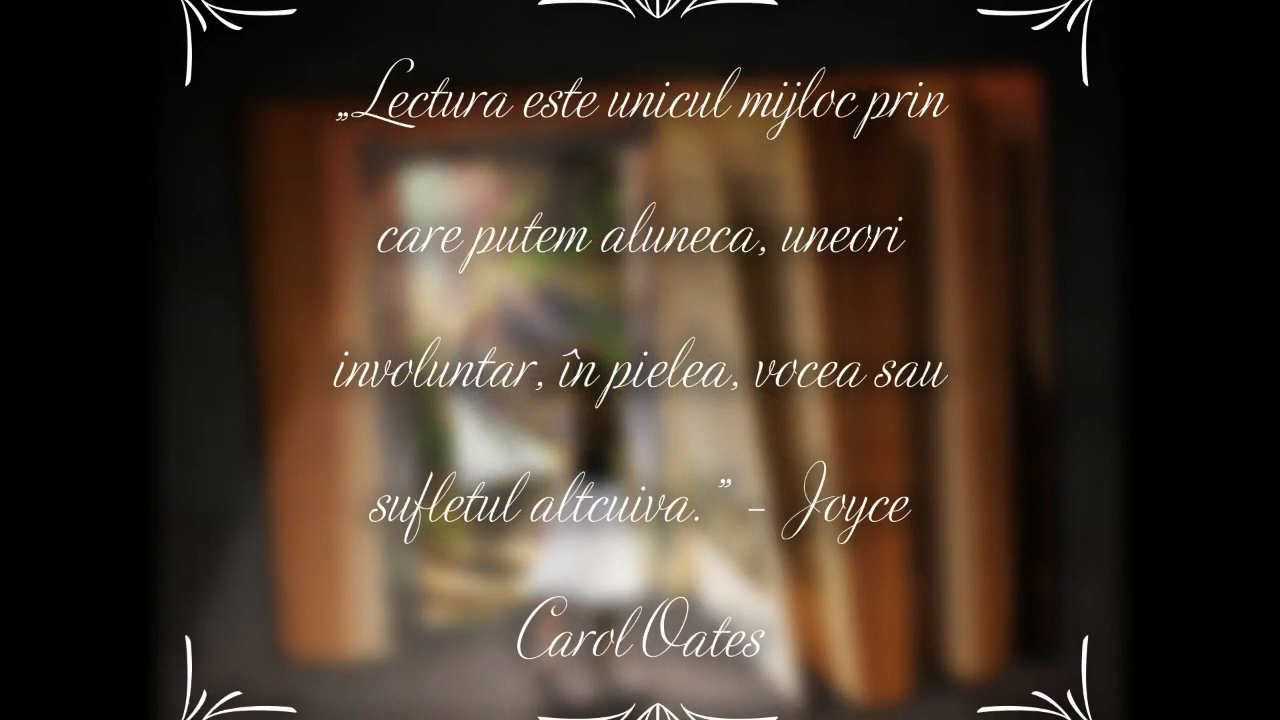 „Lectura este unicul mijloc prin
care putem aluneca, uneori
involuntar, în pielea, vocea sau
sufletul altcuiva.” - Joyce
Carol Oates